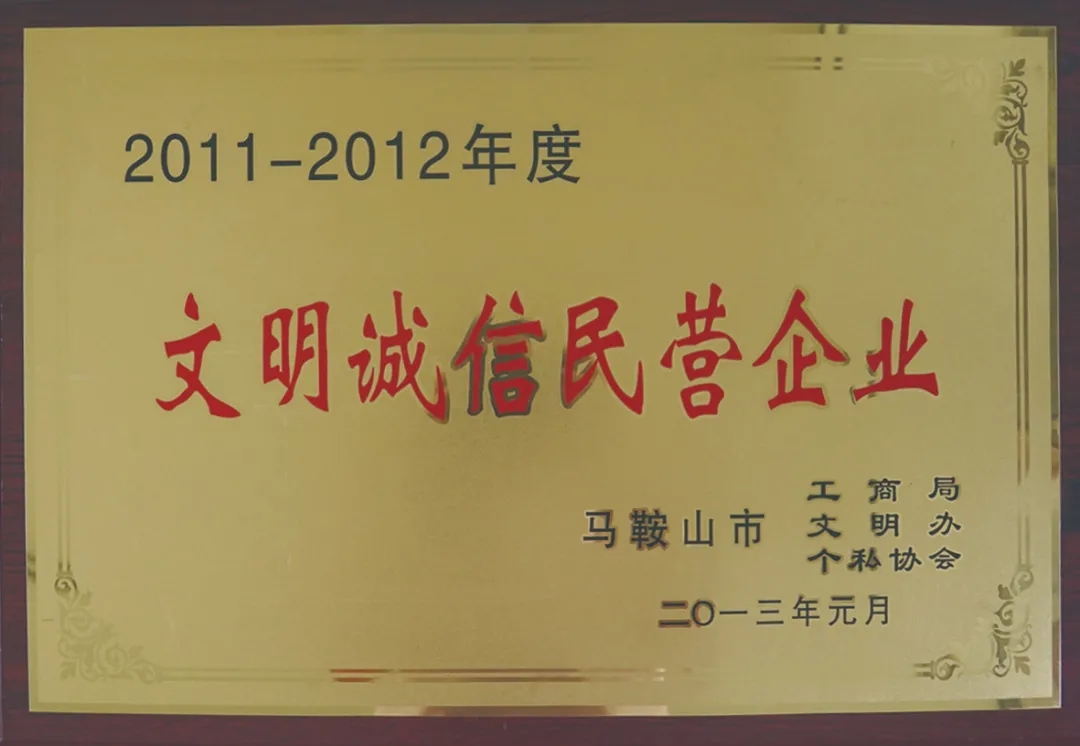 2011-2012年度
文明诚信民营企业
工商局
马鞍山市 文明办
个私协会
二〇一三年元月